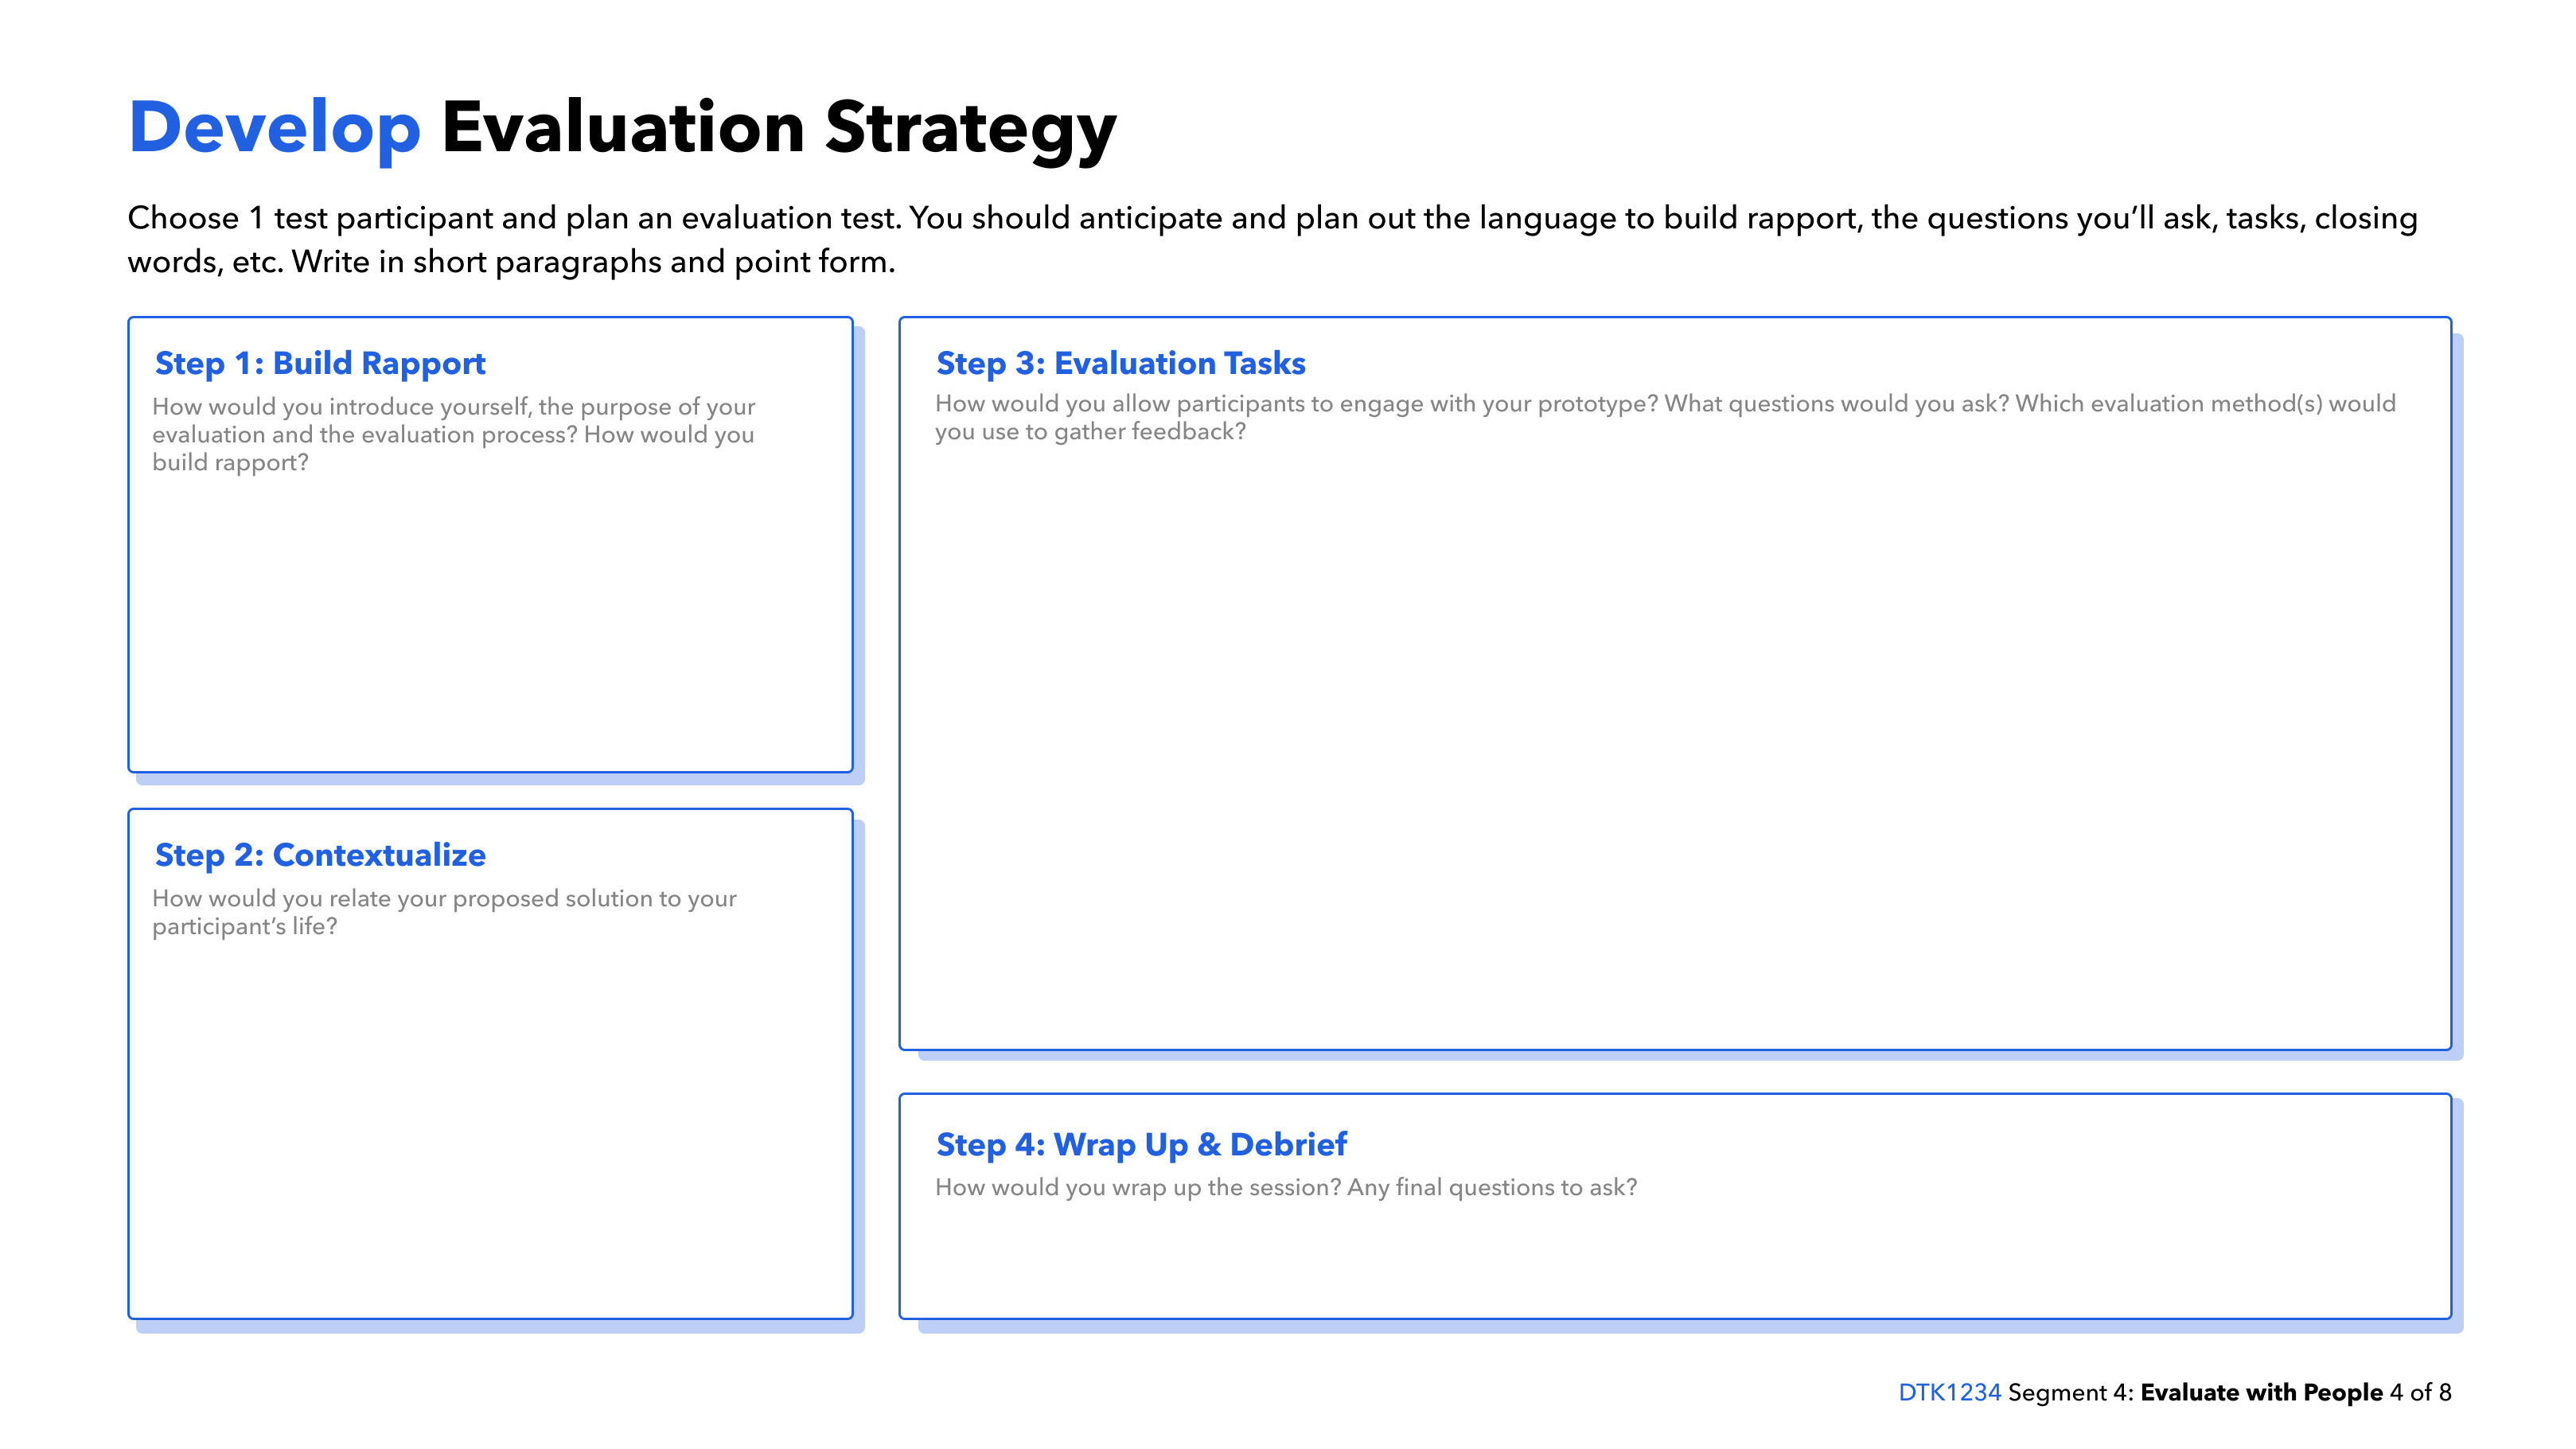 Develop Evaluation Strategy
Choose 1 test participant and plan an evaluation test. You should anticipate and plan out the language to build rapport, the questions you’ll ask, tasks, closing
words, etc. Write in short paragraphs and point form.
Step 1: Build Rapport
How would you introduce yourself, the purpose of your
evaluation and the evaluation process? How would you
build rapport?
Step 2: Contextualize
How would you relate your proposed solution to your
participant’s life?
Step 3: Evaluation Tasks
How would you allow participants to engage with your prototype? What questions would you ask? Which evaluation method(s) would
you use to gather feedback?
Step 4: Wrap Up & Debrief
How would you wrap up the session? Any final questions to ask?
DTK1234 Segment 4: Evaluate with People 4 of 8